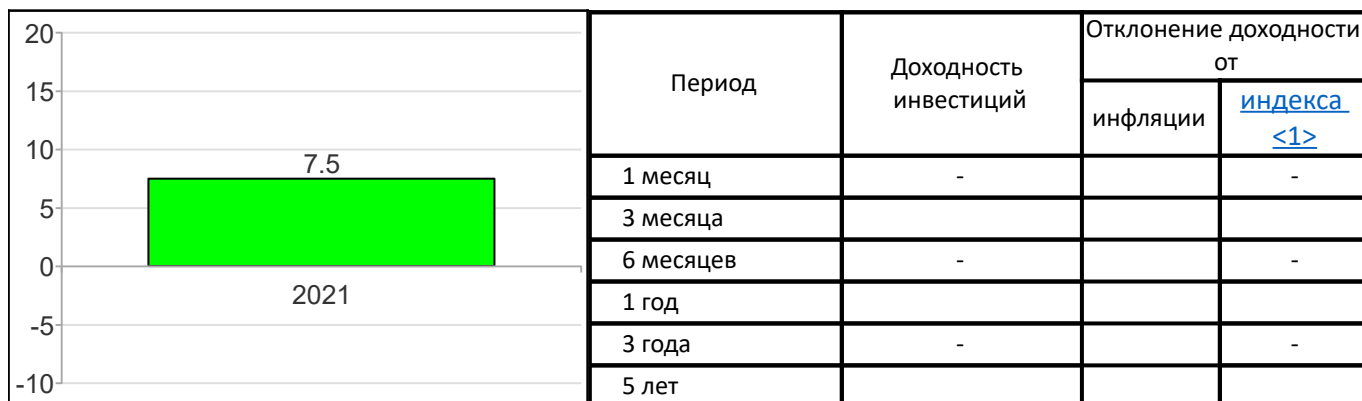 20
15
10
5
0
-5
-10
7.5
2021
Период
Доходность
инвестиций
Отклонение доходности
от
инфляции
индекса
<1>
1 месяц - -
3 месяца
6 месяцев - -
1 год
3 года - -
5 лет